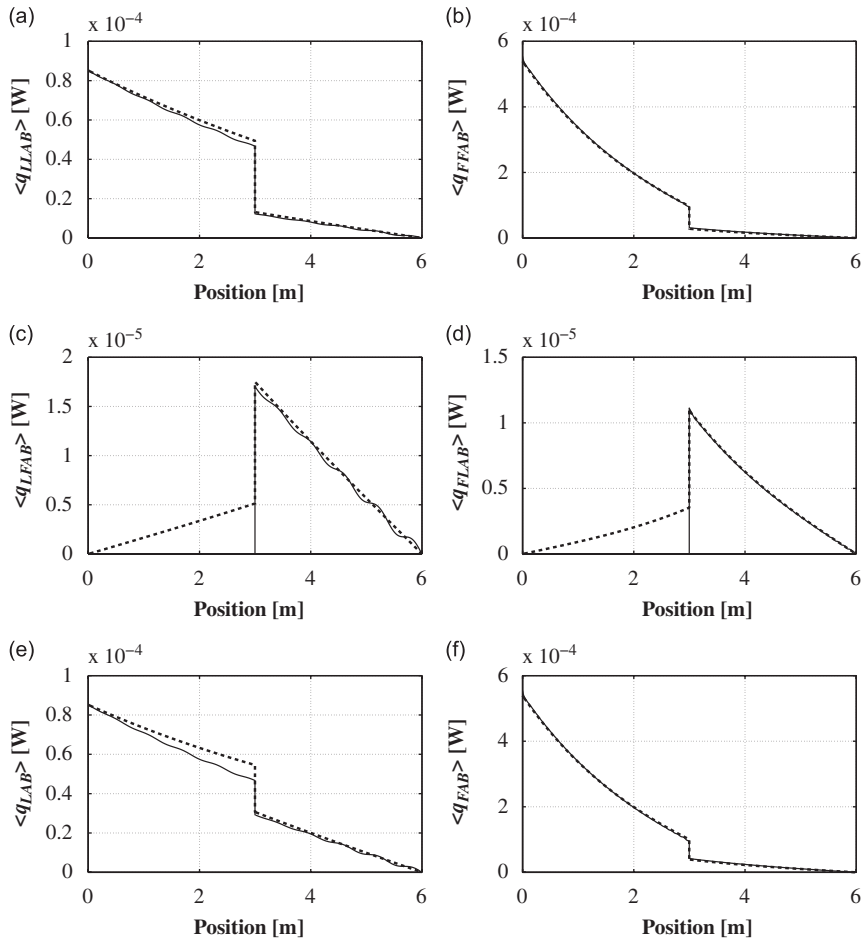 (a)
x 10⁻⁴
1
0.8
0.6
0.4
0.2
0
<q_LLAB> [W]
0 2 4 6
Position [m]
(b)
x 10⁻⁴
6
4
2
0
<q_FFAB> [W]
0 2 4 6
Position [m]
(c)
x 10⁻⁵
2
1.5
1
0.5
0
<q_LFAB> [W]
0 2 4 6
Position [m]
(d)
x 10⁻⁵
1.5
1
0.5
0
<q_FLAB> [W]
0 2 4 6
Position [m]
(e)
x 10⁻⁴
1
0.8
0.6
0.4
0.2
0
<q_LAB> [W]
0 2 4 6
Position [m]
(f)
x 10⁻⁴
6
4
2
0
<q_FAB> [W]
0 2 4 6
Position [m]